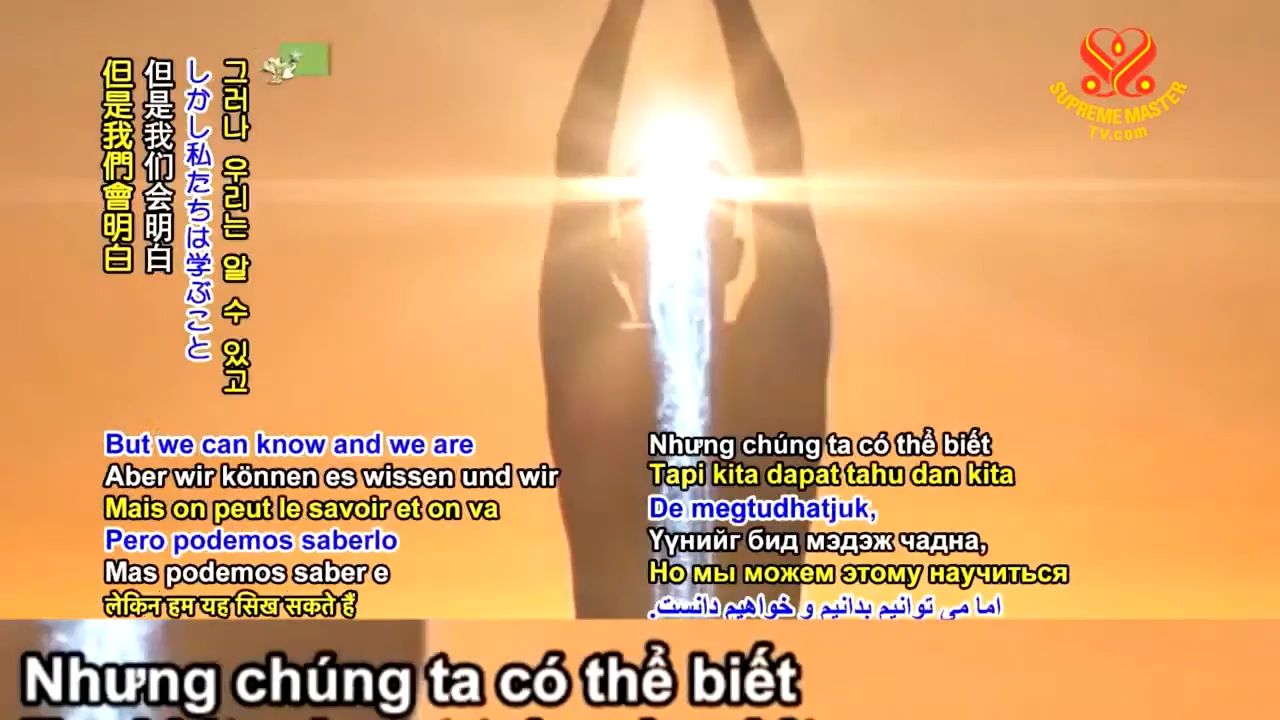 但是我們會明白
但是我们会明白
しかし私たちは学ぶこと
그러나 우리는 알 수 있고
SUPREME MASTER
TV.com
But we can know and we are
Aber wir können es wissen und wir
Mais on peut le savoir et on va
Pero podemos saberlo
Mas podemos saber e
लेकिन हम यह सिख सकते हैं
Nhưng chúng ta có thể biết
Tapi kita dapat tahu dan kita
De megtudhatjuk,
Үүнийг бид мэдэж чадна,
Но мы можем этому научиться
اما می توانیم بدانیم و خواهیم دانست.
Nhưng chúng ta có thể biết